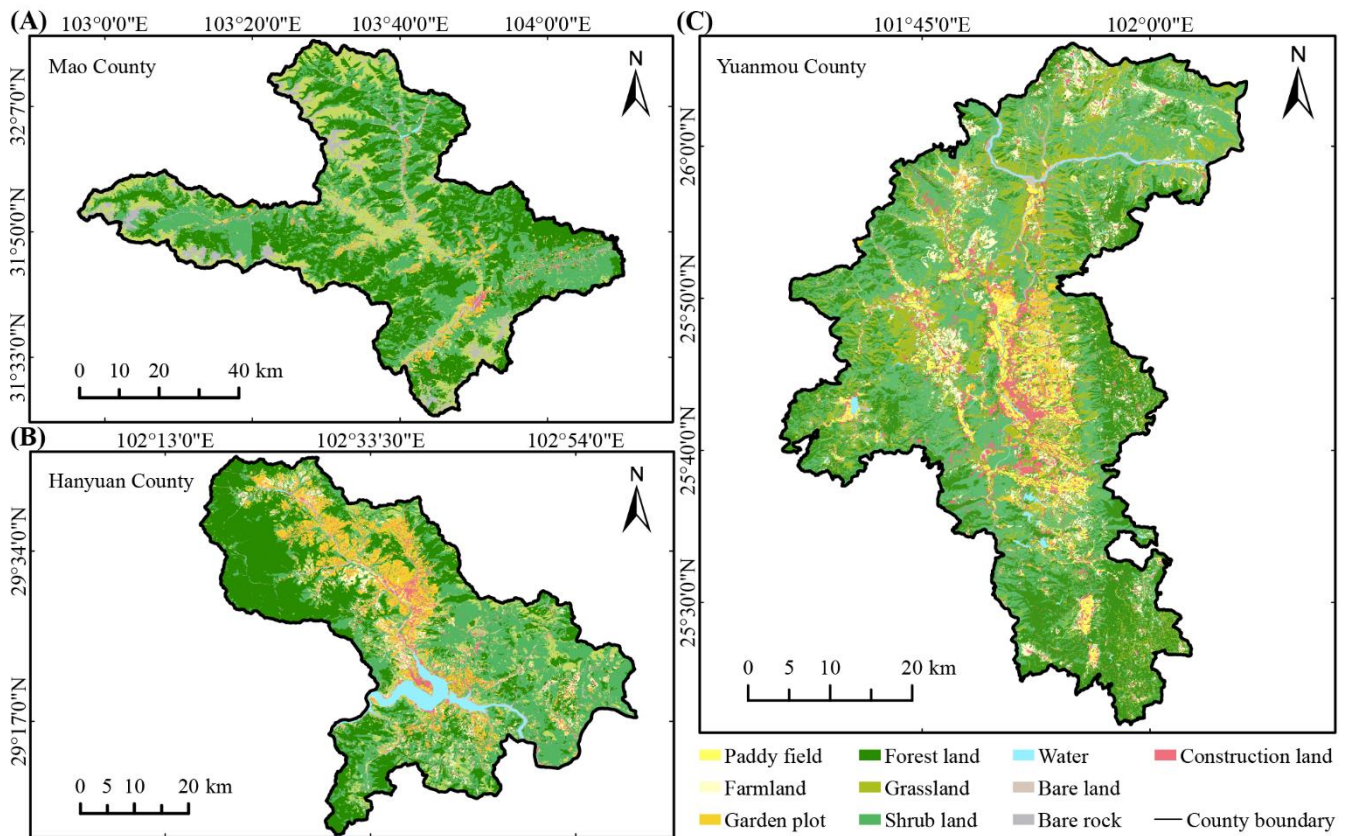 (A)
103°0'0"E 103°20'0"E 103°40'0"E 104°0'0"E
Mao County
N
32°7'0"N
31°50'0"N
31°33'0"N
0 10 20 40 km
(B)
102°13'0"E 102°33'30"E 102°54'0"E
Hanyuan County
N
29°34'0"N
29°17'0"N
0 5 10 20 km
(C)
101°45'0"E 102°0'0"E
Yuanmou County
N
26°0'0"N
25°50'0"N
25°40'0"N
25°30'0"N
0 5 10 20 km
Paddy field Forest land Water Construction land
Farmland Grassland Bare land
Garden plot Shrub land Bare rock County boundary